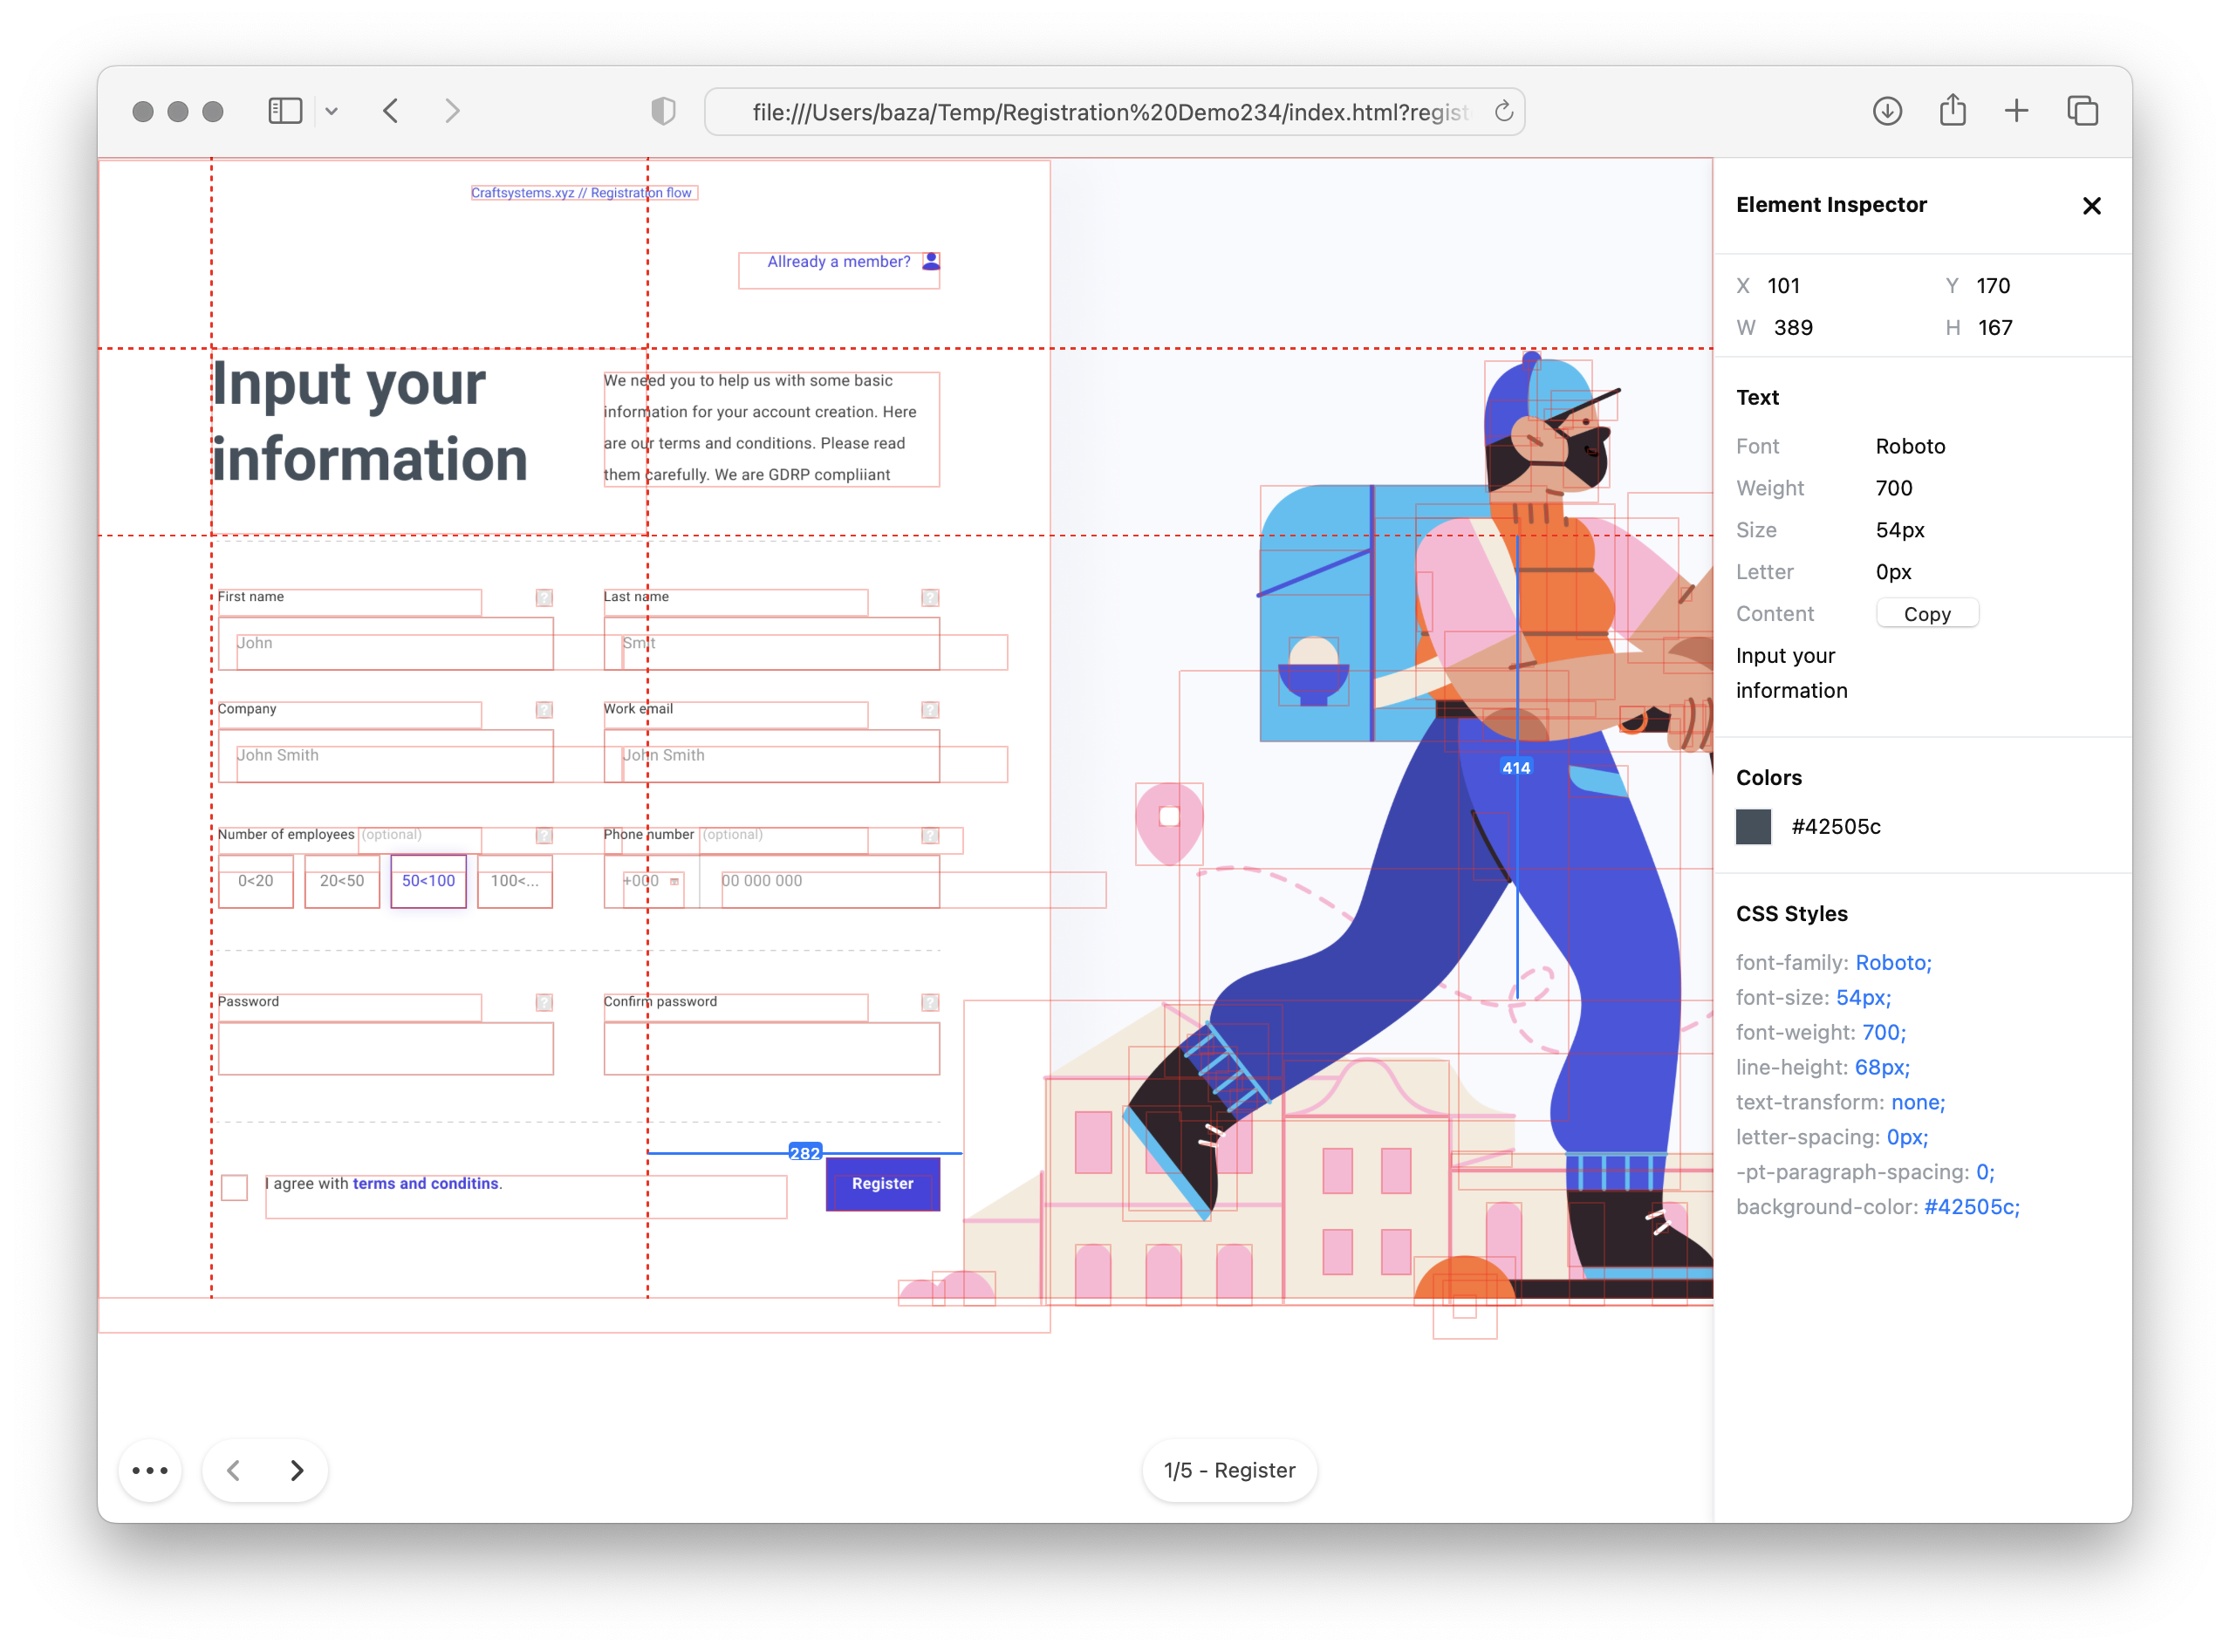 file:///Users/baza/Temp/Registration%20Demo234/index.html?regist
Craftsystems.xyz // Registration flow
Allready a member?
Input your
information
We need you to help us with some basic
information for your account creation. Here
are our terms and conditions. Please read
them carefully. We are GDRP compliiant
First name ?
Last name ?
John
Smit
Company ?
Work email ?
John Smith
John Smith
Number of employees (optional) ?
Phone number (optional) ?
0<20 20<50 50<100 100<...
+000 00 000 000
Password ?
Confirm password ?
282
I agree with terms and conditins.
Register
414
1/5 - Register
Element Inspector
X 101 Y 170
W 389 H 167
Text
Font Roboto
Weight 700
Size 54px
Letter 0px
Content Copy
Input your
information
Colors
#42505c
CSS Styles
font-family: Roboto;
font-size: 54px;
font-weight: 700;
line-height: 68px;
text-transform: none;
letter-spacing: 0px;
-pt-paragraph-spacing: 0;
background-color: #42505c;